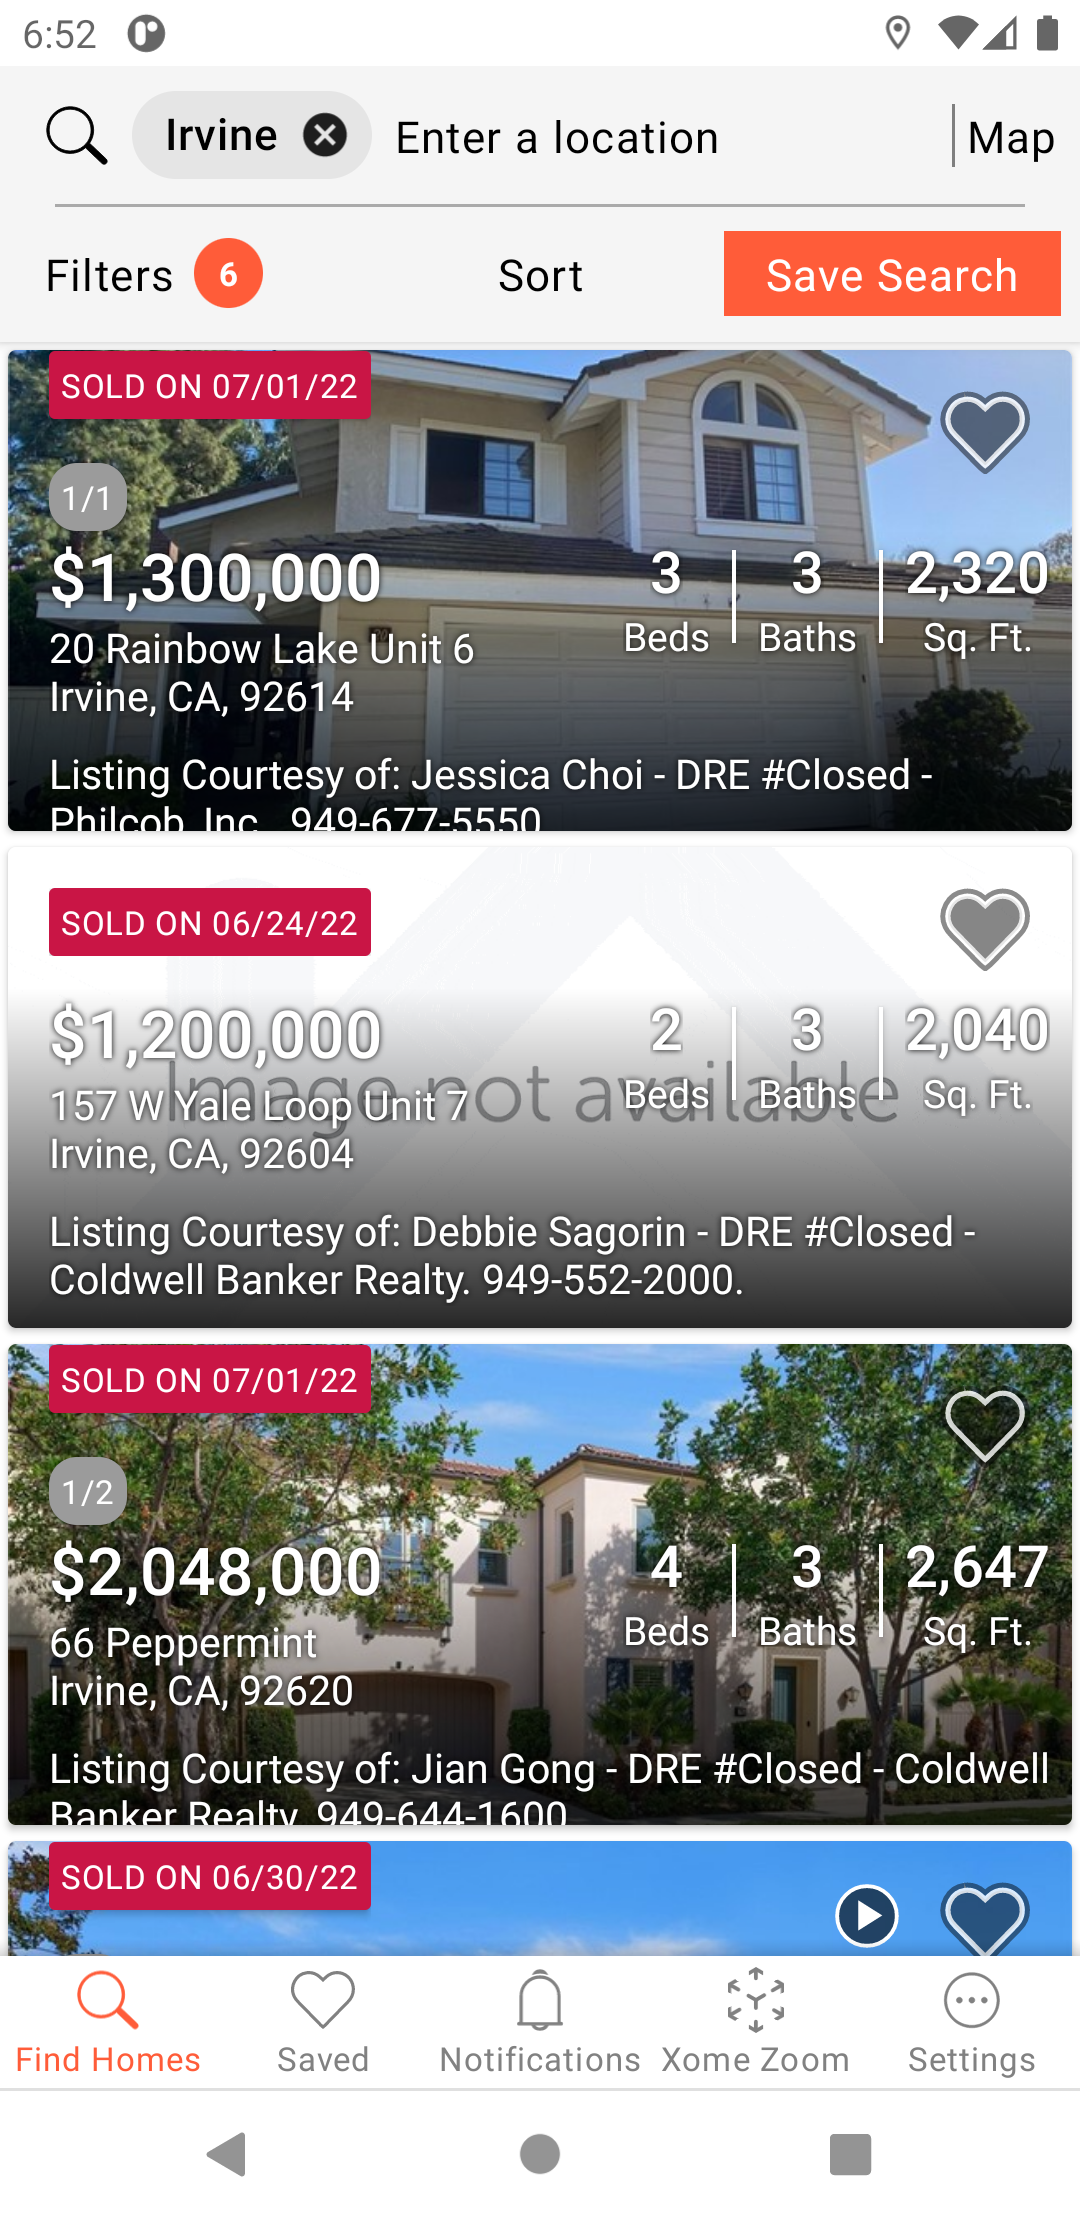 6:52
Irvine
Enter a location
Map
Filters
6
Sort
Save Search
SOLD ON 07/01/22
1/1
$1,300,000
3
Beds
3
Baths
2,320
Sq. Ft.
20 Rainbow Lake Unit 6
Irvine, CA, 92614
Listing Courtesy of: Jessica Choi - DRE #Closed -
Philcob, Inc.. 949-677-5550
SOLD ON 06/24/22
Image not available
$1,200,000
2
Beds
3
Baths
2,040
Sq. Ft.
157 W Yale Loop Unit 7
Irvine, CA, 92604
Listing Courtesy of: Debbie Sagorin - DRE #Closed -
Coldwell Banker Realty. 949-552-2000.
SOLD ON 07/01/22
1/2
$2,048,000
4
Beds
3
Baths
2,647
Sq. Ft.
66 Peppermint
Irvine, CA, 92620
Listing Courtesy of: Jian Gong - DRE #Closed - Coldwell
Banker Realty. 949-644-1600
SOLD ON 06/30/22
Find Homes
Saved
Notifications
Xome Zoom
Settings